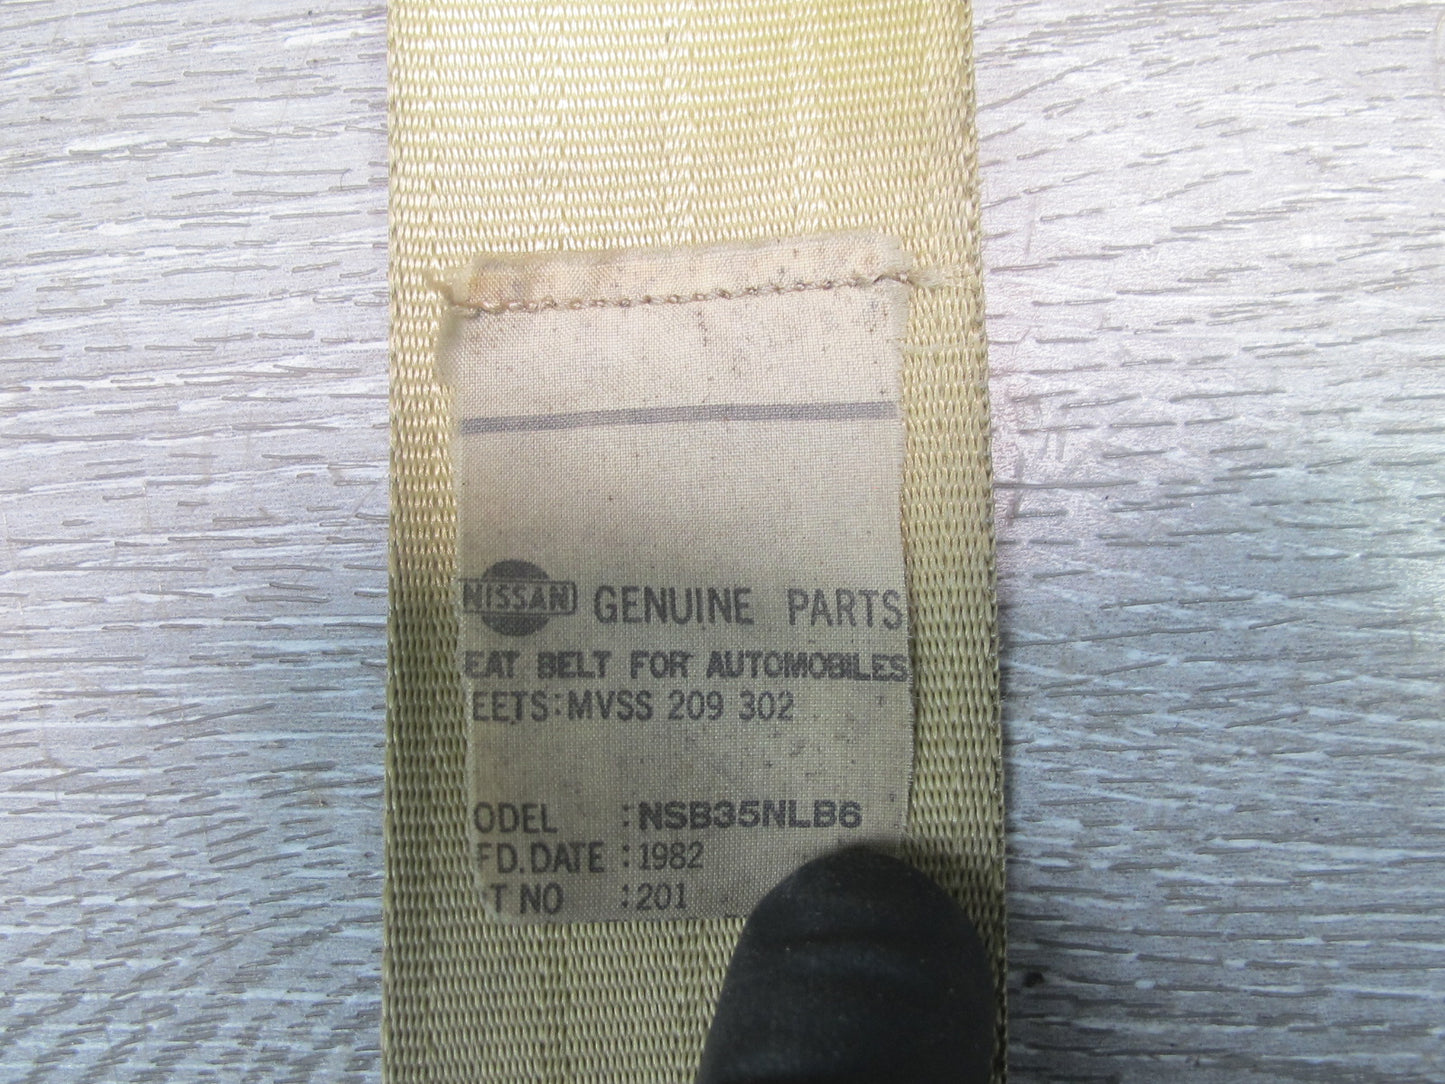 NISSAN GENUINE PARTS
EAT BELT FOR AUTOMOBILES
EETS:MVSS 209 302
ODEL :NSB35NLB6
FD.DATE :1982
T NO :201